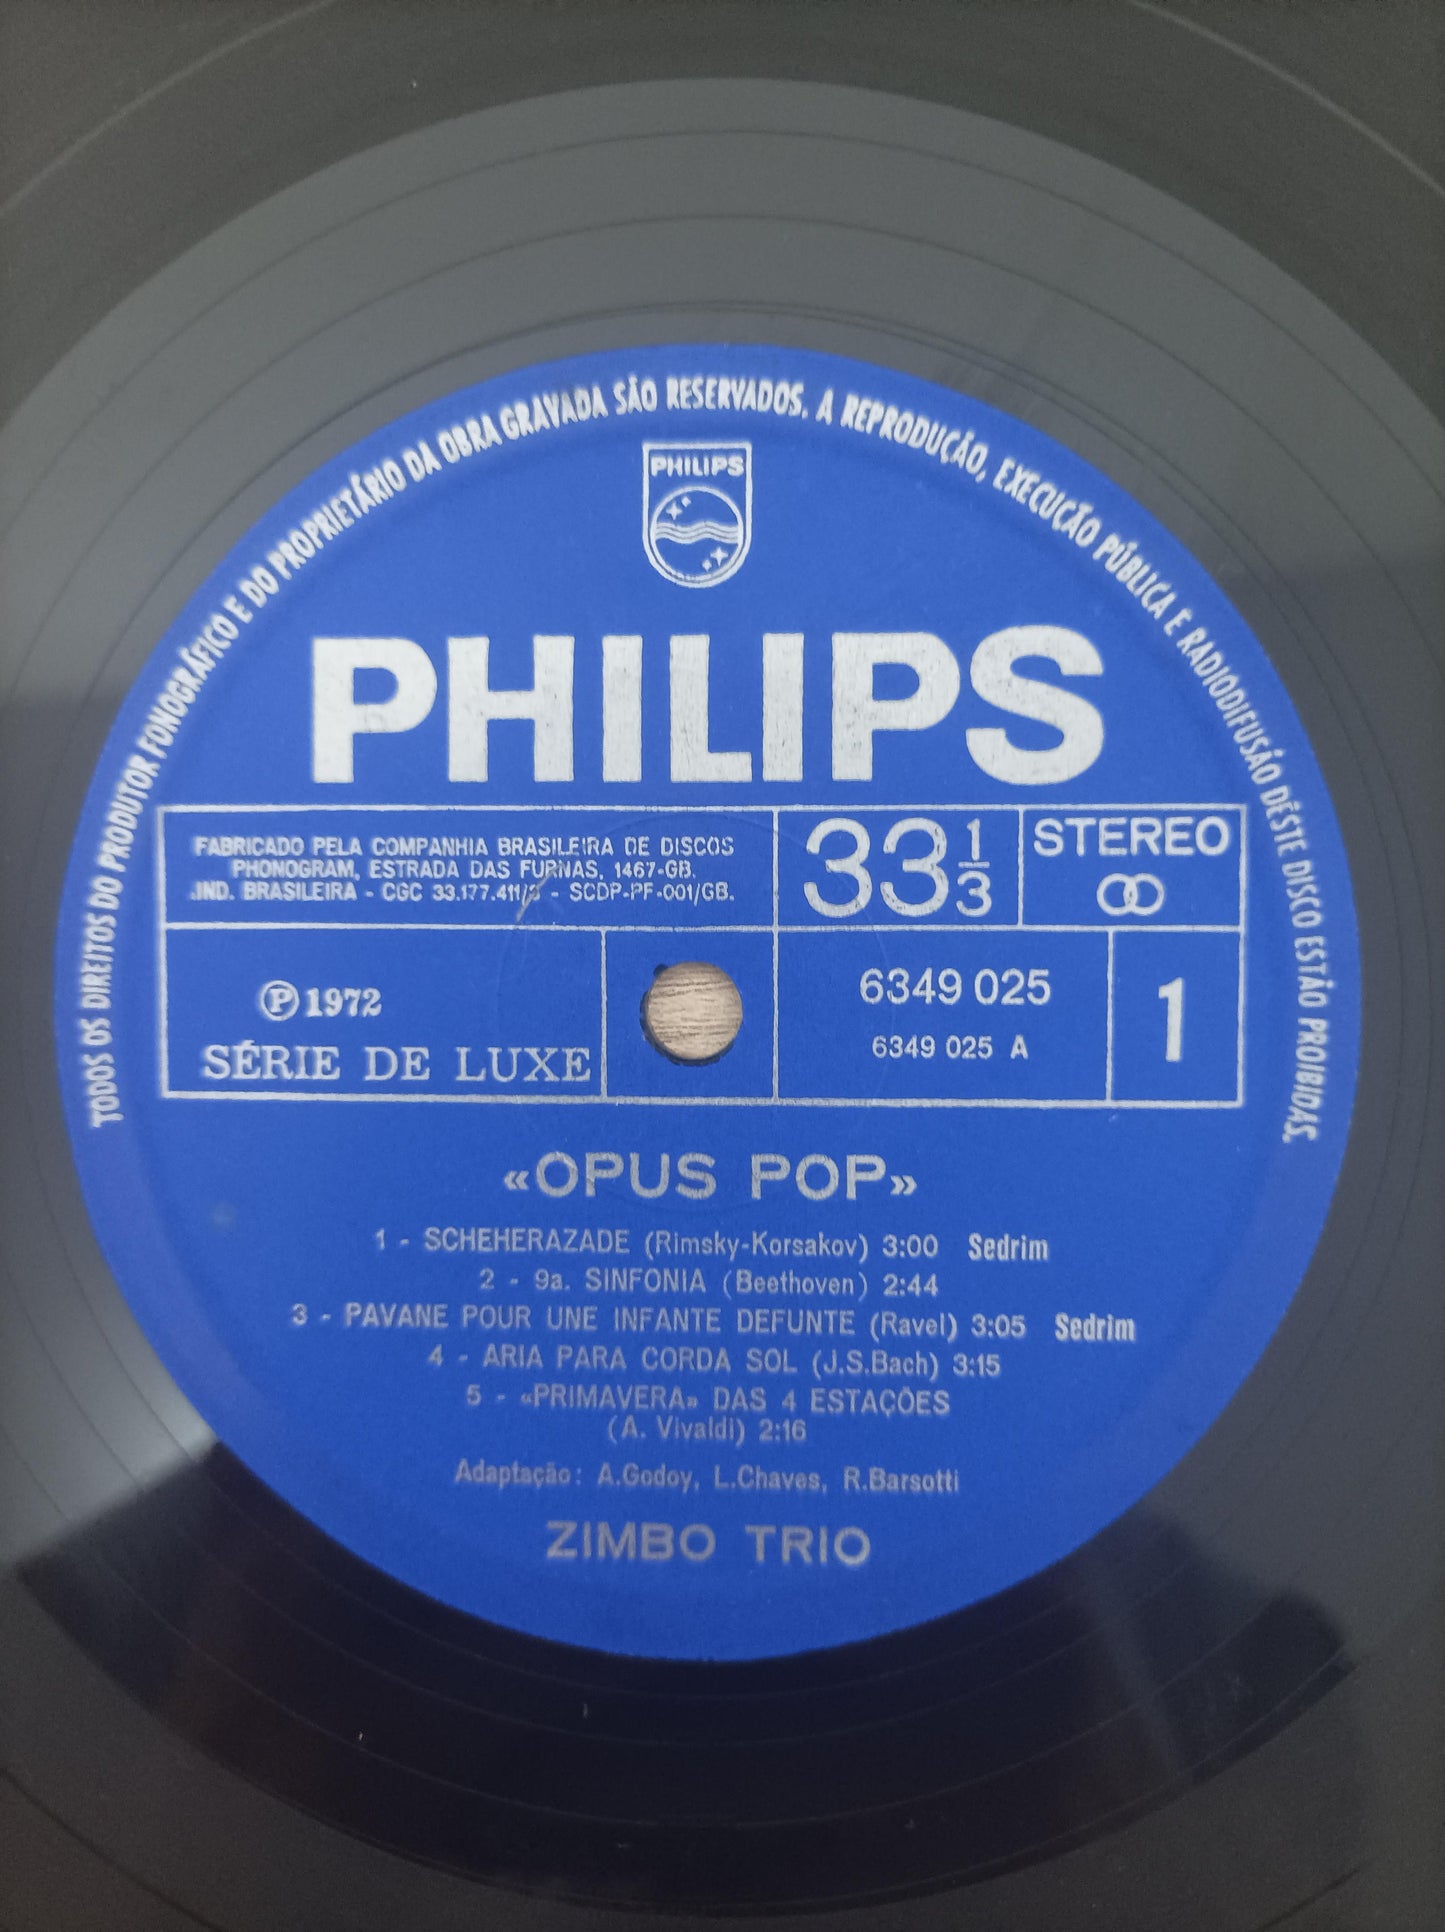 TODOS OS DIREITOS DO PRODUTOR FONOGRÁFICO E DO PROPRIETÁRIO DA OBRA GRAVADA SÃO RESERVADOS. A REPRODUÇÃO, EXECUÇÃO PÚBLICA E RADIODIFUSÃO DÊSTE DISCO ESTÃO PROIBIDAS.
PHILIPS
PHILIPS
FABRICADO PELA COMPANHIA BRASILEIRA DE DISCOS
PHONOGRAM, ESTRADA DAS FURNAS, 1467-GB.
IND. BRASILEIRA - CGC - SCDP-PF-001/GB.
33 1/3
STEREO
℗ 1972
SÉRIE DE LUXE
6349 025
6349 025 A
1
«OPUS POP»
1 - SCHEHERAZADE (Rimsky-Korsakov) 3:00 Sedrim
2 - 9a. SINFONIA (Beethoven) 2:44
3 - PAVANE POUR UNE INFANTE DEFUNTE (Ravel) 3:05 Sedrim
4 - ARIA PARA CORDA SOL (J.S.Bach) 3:15
5 - «PRIMAVERA» DAS 4 ESTAÇÕES
(A. Vivaldi) 2:16
Adaptação: A.Godoy, L.Chaves, R.Barsotti
ZIMBO TRIO